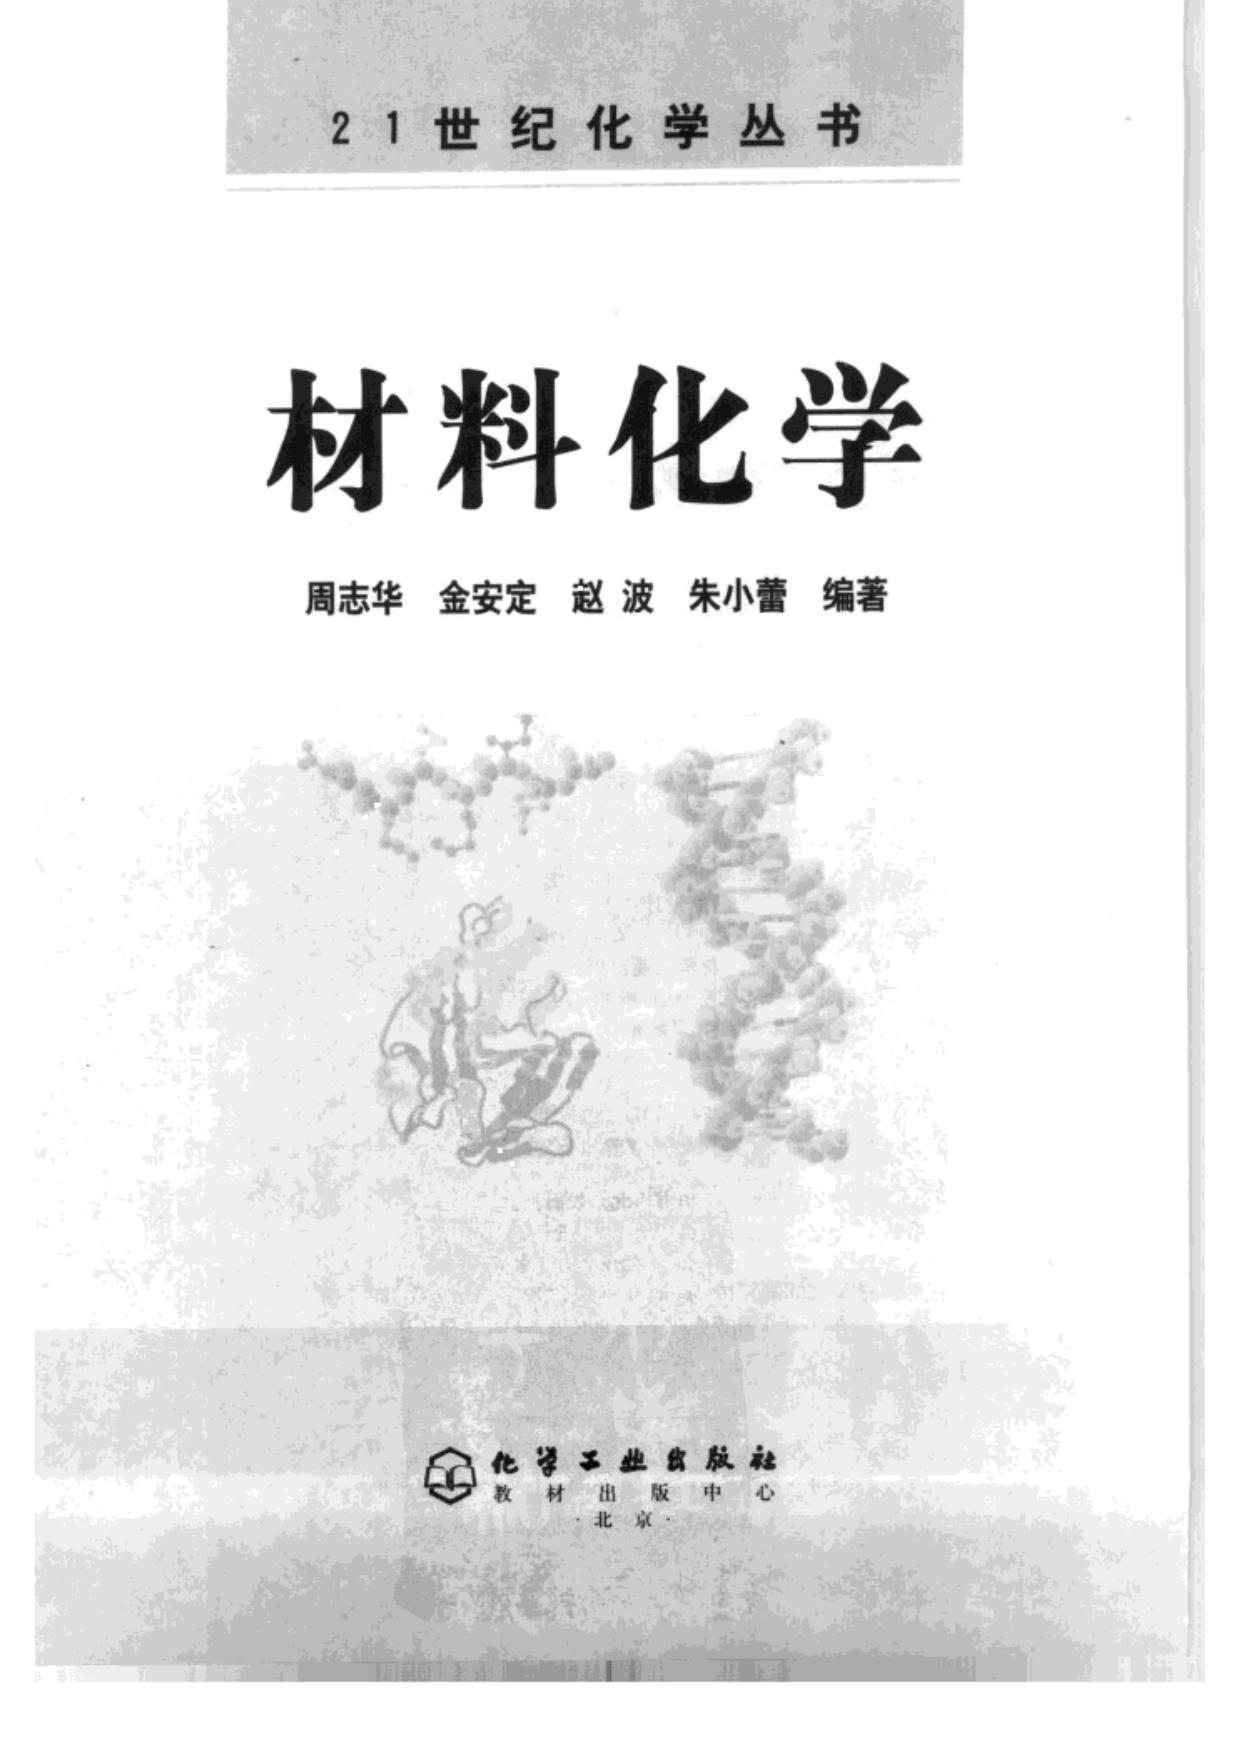 21世纪化学丛书
材料化学
周志华 金安定 赵波 朱小蕾 编著
化学工业出版社
教材出版中心
·北京·